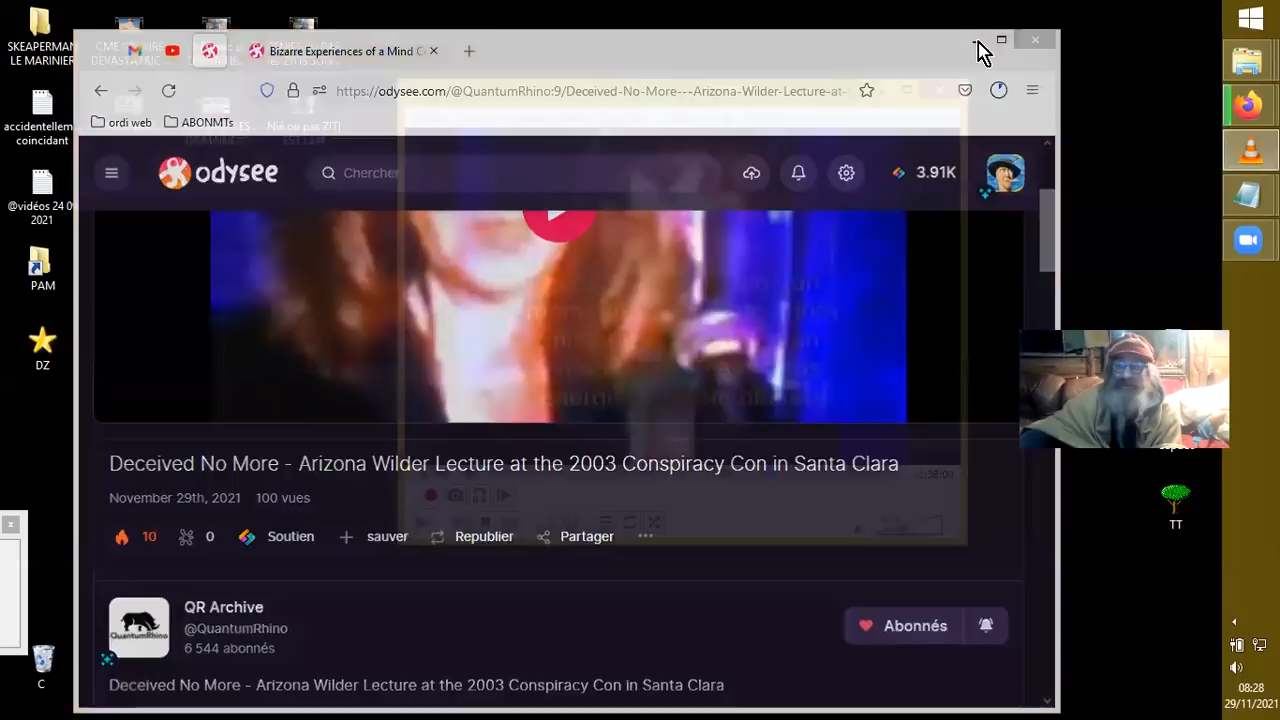 SKEAPERMAN
LE MARINIER
accidentellem
coincidant
@vidéos 24 09
2021
PAM
DZ
C
Bizarre Experiences of a Mind C
https://odysee.com/@QuantumRhino:9/Deceived-No-More---Arizona-Wilder-Lecture-at-
ordi web
ABONMTs
odysee
Chercher
3.91K
Deceived No More - Arizona Wilder Lecture at the 2003 Conspiracy Con in Santa Clara
November 29th, 2021
100 vues
10
0
Soutien
sauver
Republier
Partager
QuantumRhino
QR Archive
@QuantumRhino
6 544 abonnés
Abonnés
Deceived No More - Arizona Wilder Lecture at the 2003 Conspiracy Con in Santa Clara
TT
08:28
29/11/2021